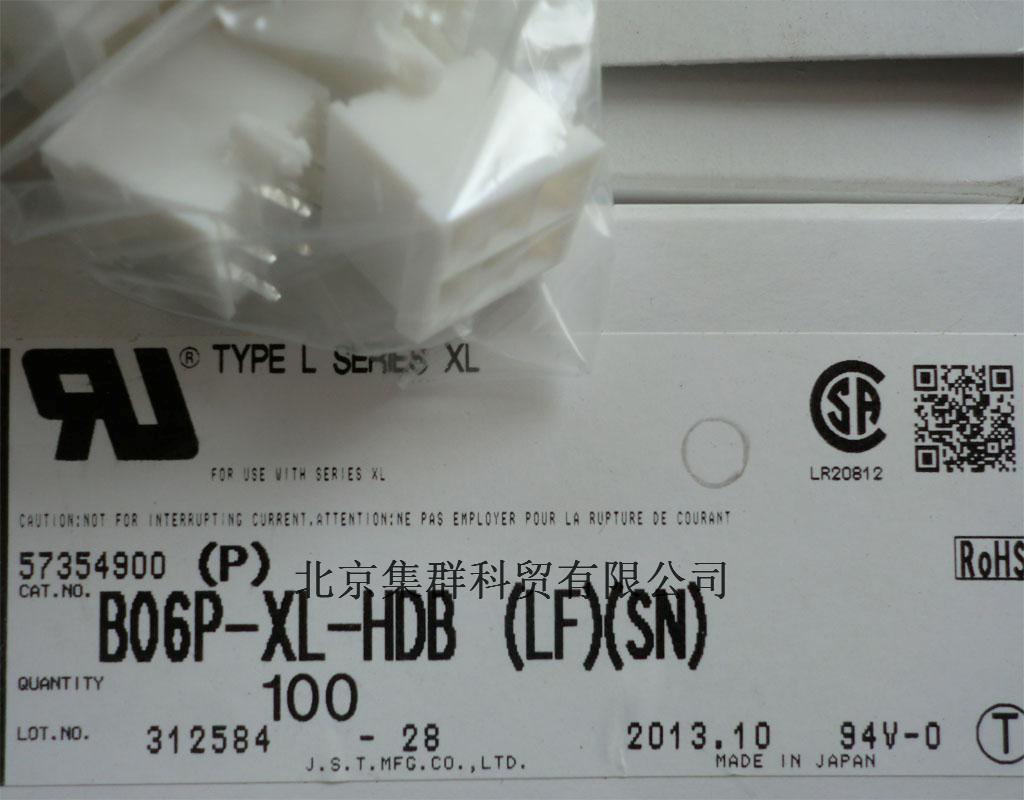 ® TYPE L SERIES XL
FOR USE WITH SERIES XL
LR20812
CAUTION:NOT FOR INTERRUPTING CURRENT.ATTENTION:NE PAS EMPLOYER POUR LA RUPTURE DE COURANT
57354900 (P)
RoHS
北京集群科贸有限公司
CAT.NO.
B06P-XL-HDB (LF)(SN)
QUANTITY
100
LOT.NO. 312584 - 28 2013.10 94V-0 T
J.S.T.MFG.CO.,LTD. MADE IN JAPAN